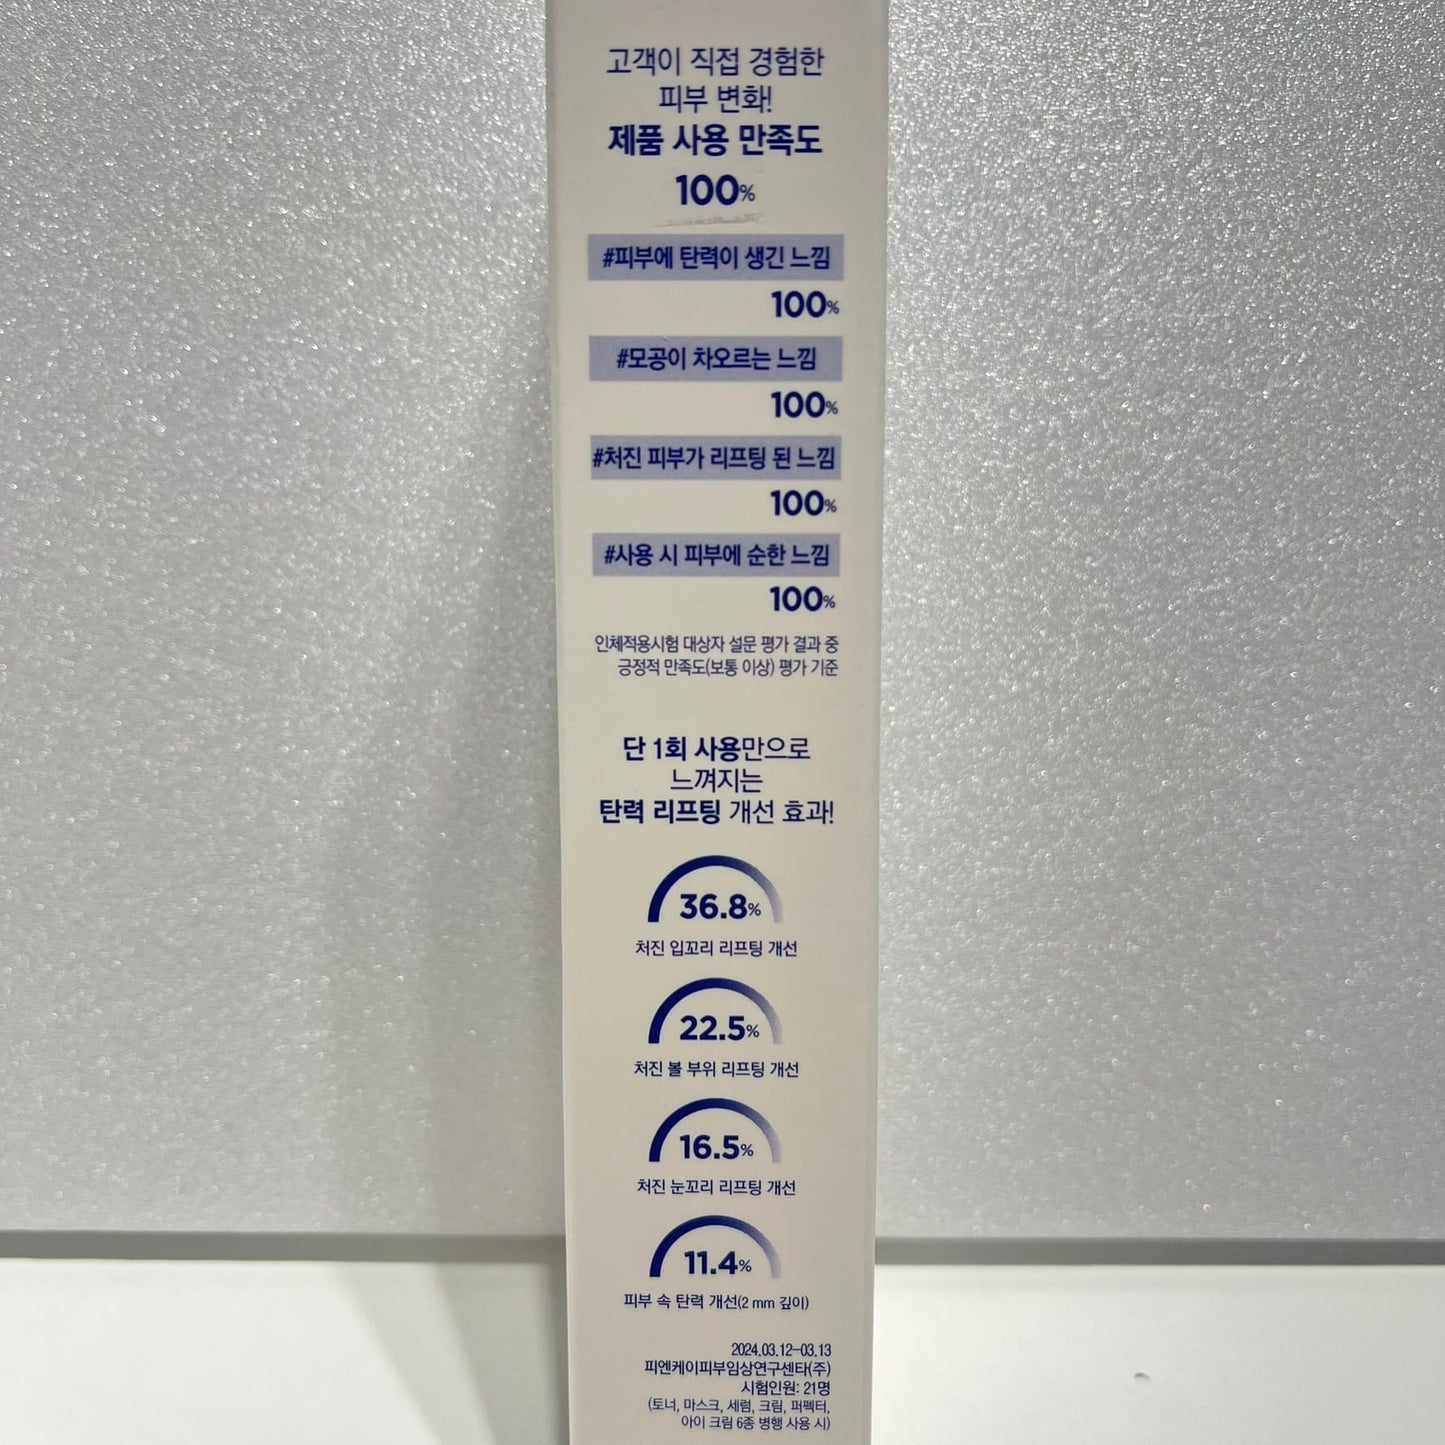 고객이 직접 경험한
피부 변화!
제품 사용 만족도
100%
#피부에 탄력이 생긴 느낌
100%
#모공이 차오르는 느낌
100%
#처진 피부가 리프팅 된 느낌
100%
#사용 시 피부에 순한 느낌
100%
인체적용시험 대상자 설문 평가 결과 중
긍정적 만족도(보통 이상) 평가 기준
단 1회 사용만으로
느껴지는
탄력 리프팅 개선 효과!
36.8%
처진 입꼬리 리프팅 개선
22.5%
처진 볼 부위 리프팅 개선
16.5%
처진 눈꼬리 리프팅 개선
11.4%
피부 속 탄력 개선(2 mm 깊이)
2024.03.12-03.13
피엔케이피부임상연구센타(주)
시험인원: 21명
(토너, 마스크, 세럼, 크림, 퍼펙터,
아이 크림 6종 병행 사용 시)